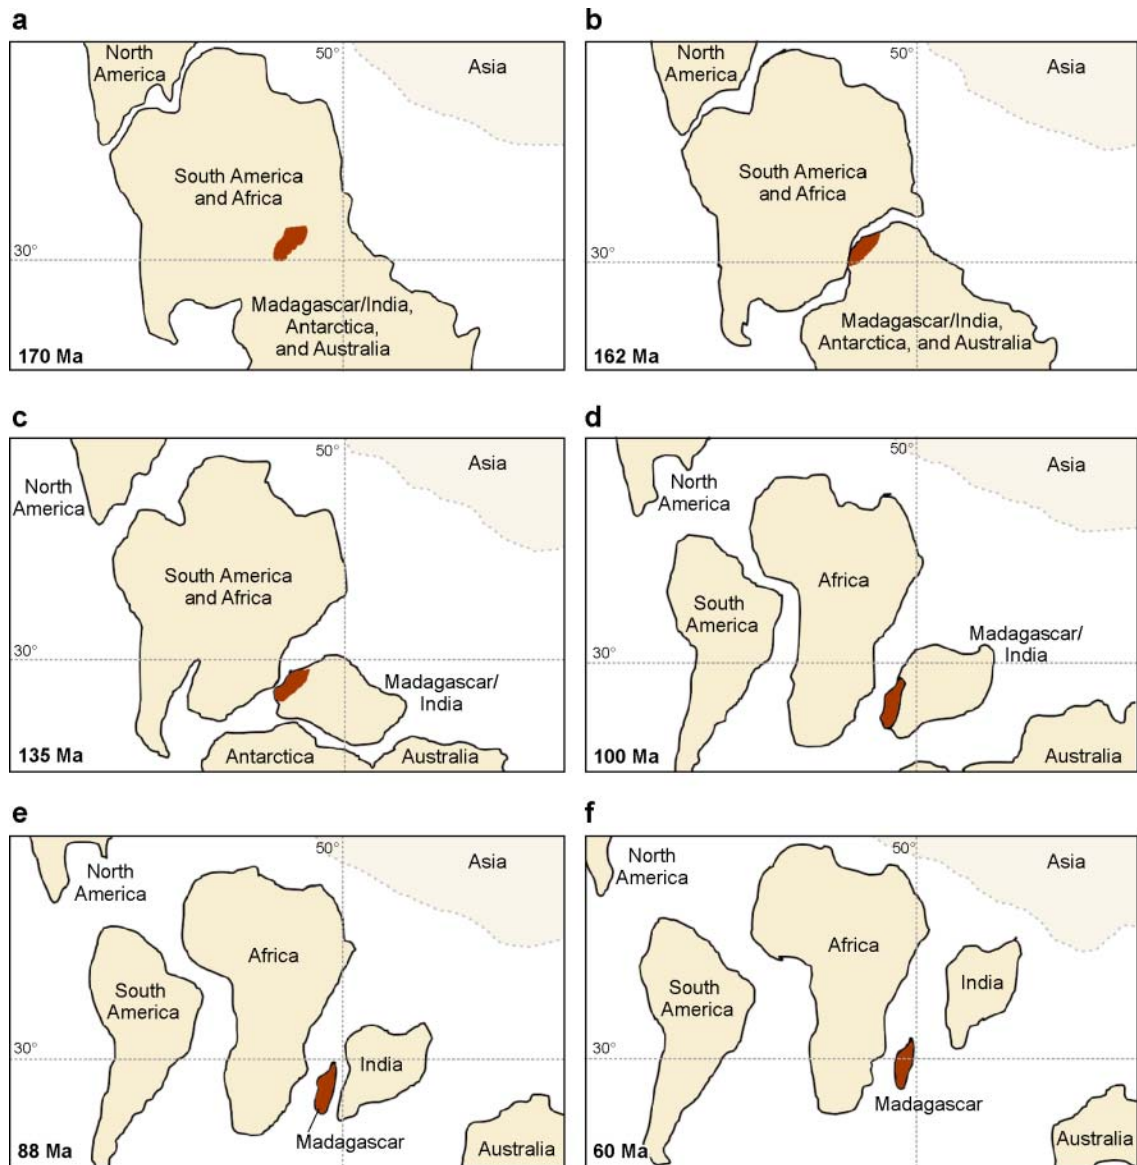 a
North
America
50°
Asia
South America
and Africa
30°
Madagascar/India,
Antarctica,
and Australia
170 Ma
b
North
America
50°
Asia
South America
and Africa
30°
Madagascar/India,
Antarctica, and Australia
162 Ma
c
North
America
50°
Asia
South America
and Africa
30°
Madagascar/
India
Antarctica
Australia
135 Ma
d
North
America
50°
Asia
Africa
South
America
30°
Madagascar/
India
Australia
100 Ma
e
North
America
50°
Asia
Africa
South
America
30°
India
Madagascar
Australia
88 Ma
f
North
America
50°
Asia
Africa
India
South
America
30°
Madagascar
Australia
60 Ma